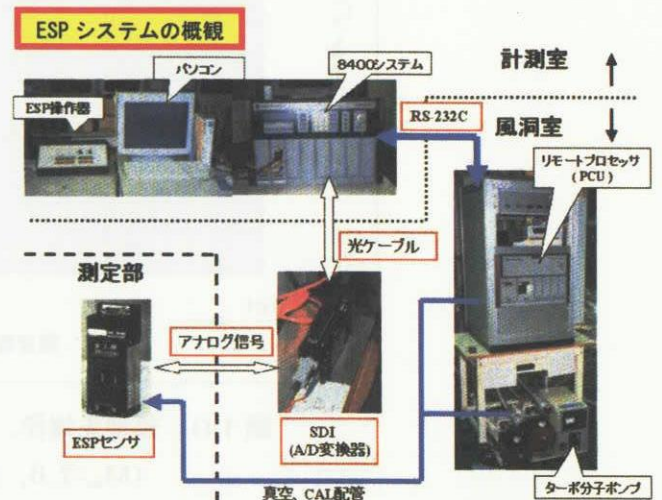 ESP システムの概観
パソコン
8400システム
計測室
ESP操作器
RS-232C
風洞室
リモートプロセッサ
(PCU)
光ケーブル
測定部
アナログ信号
ESPセンサ
SDI
(A/D変換器)
真空、CAL配管
ターボ分子ポンプ